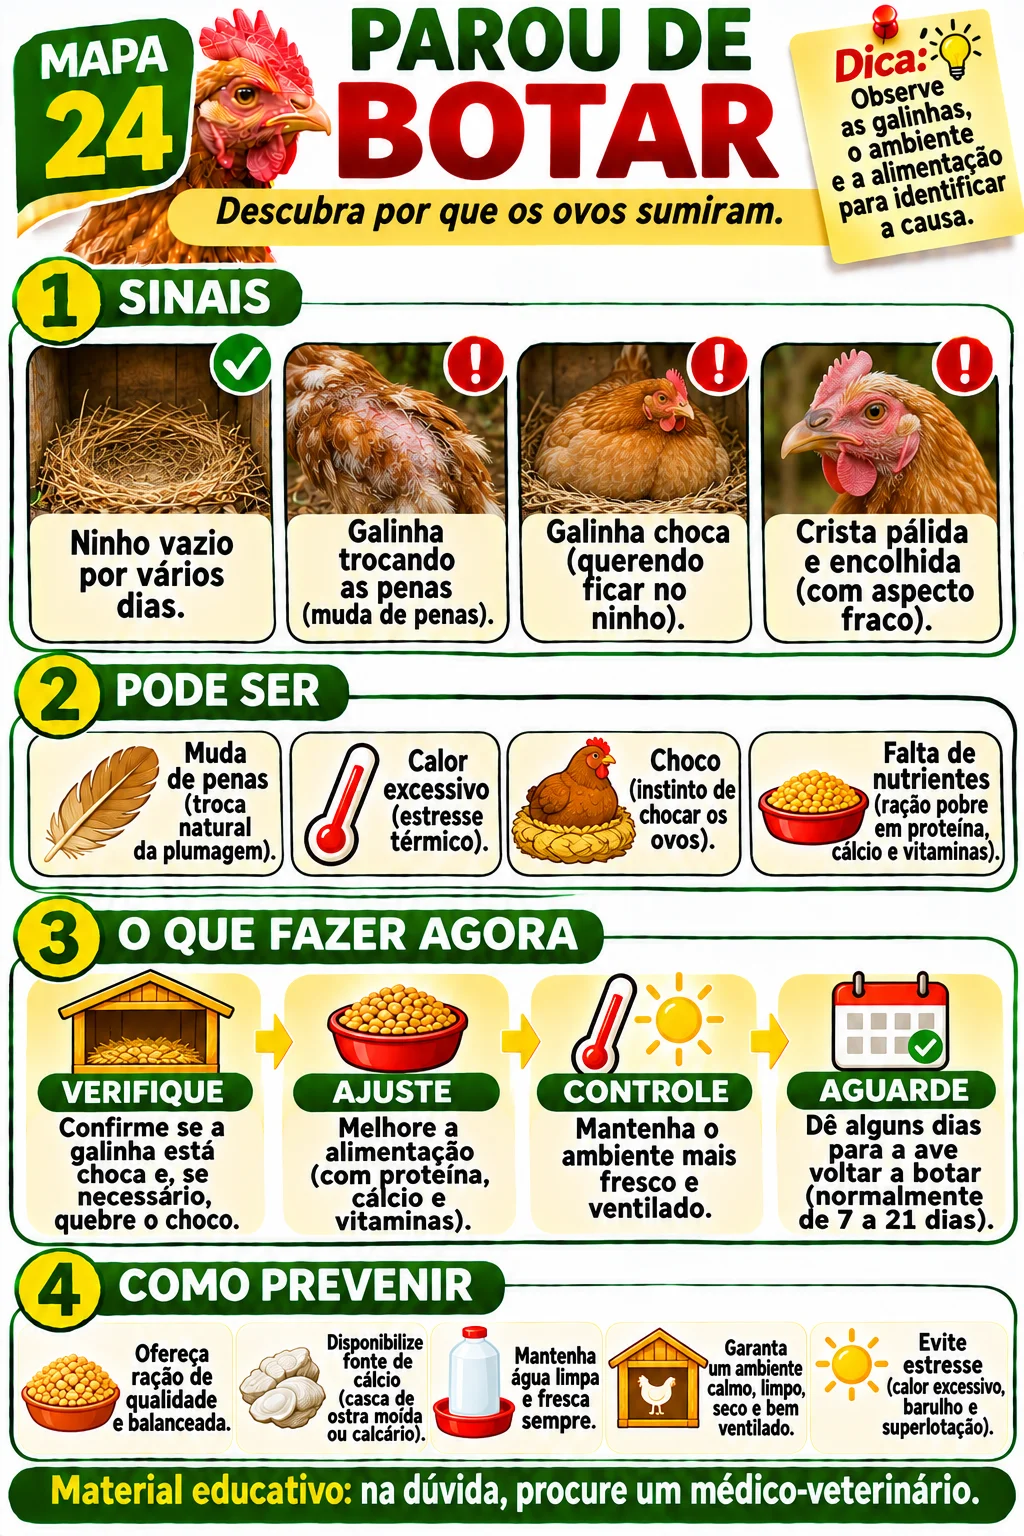 MAPA
24
PAROU DE
BOTAR
Descubra por que os ovos sumiram.
Dica:
Observe
as galinhas,
o ambiente
e a alimentação
para identificar
a causa.
1 SINAIS
Ninho vazio
por vários
dias.
Galinha
trocando
as penas
(muda de penas).
Galinha choca
(querendo
ficar no
ninho).
Crista pálida
e encolhida
(com aspecto
fraco).
2 PODE SER
Muda
de penas
(troca
natural
da plumagem).
Calor
excessivo
(estresse
térmico).
Choco
(instinto de
chocar os
ovos).
Falta de
nutrientes
(ração pobre
em proteína,
cálcio e vitaminas).
3 O QUE FAZER AGORA
VERIFIQUE
Confirme se a
galinha está
choca e, se
necessário,
quebre o choco.
AJUSTE
Melhore a
alimentação
(com proteína,
cálcio e
vitaminas).
CONTROLE
Mantenha o
ambiente mais
fresco e
ventilado.
AGUARDE
Dê alguns dias
para a ave
voltar a botar
(normalmente
de 7 a 21 dias).
4 COMO PREVENIR
Ofereça
ração de
qualidade
e balanceada.
Disponibilize
fonte de
cálcio
(casca de
ostra moída
ou calcário).
Mantenha
água limpa
e fresca
sempre.
Garanta
um ambiente
calmo, limpo,
seco e bem
ventilado.
Evite
estresse
(calor excessivo,
barulho e
superlotação).
Material educativo: na dúvida, procure um médico-veterinário.